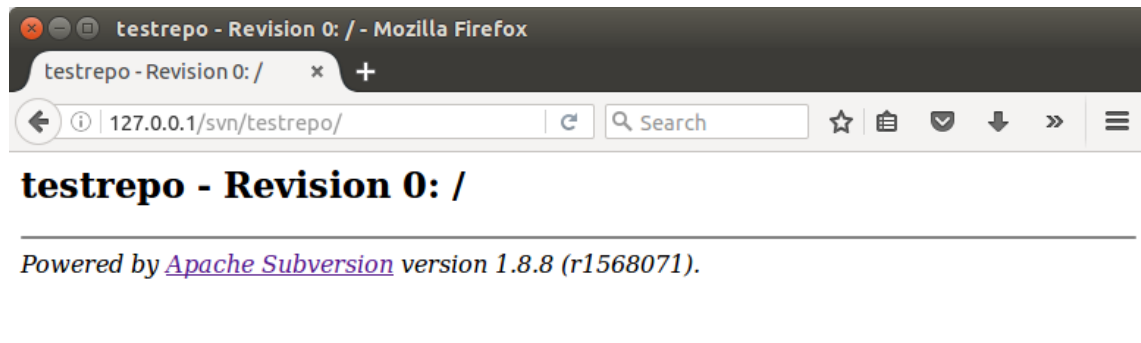 testrepo - Revision 0: / - Mozilla Firefox
testrepo - Revision 0: /
127.0.0.1/svn/testrepo/
Search
testrepo - Revision 0: /
Powered by Apache Subversion version 1.8.8 (r1568071).